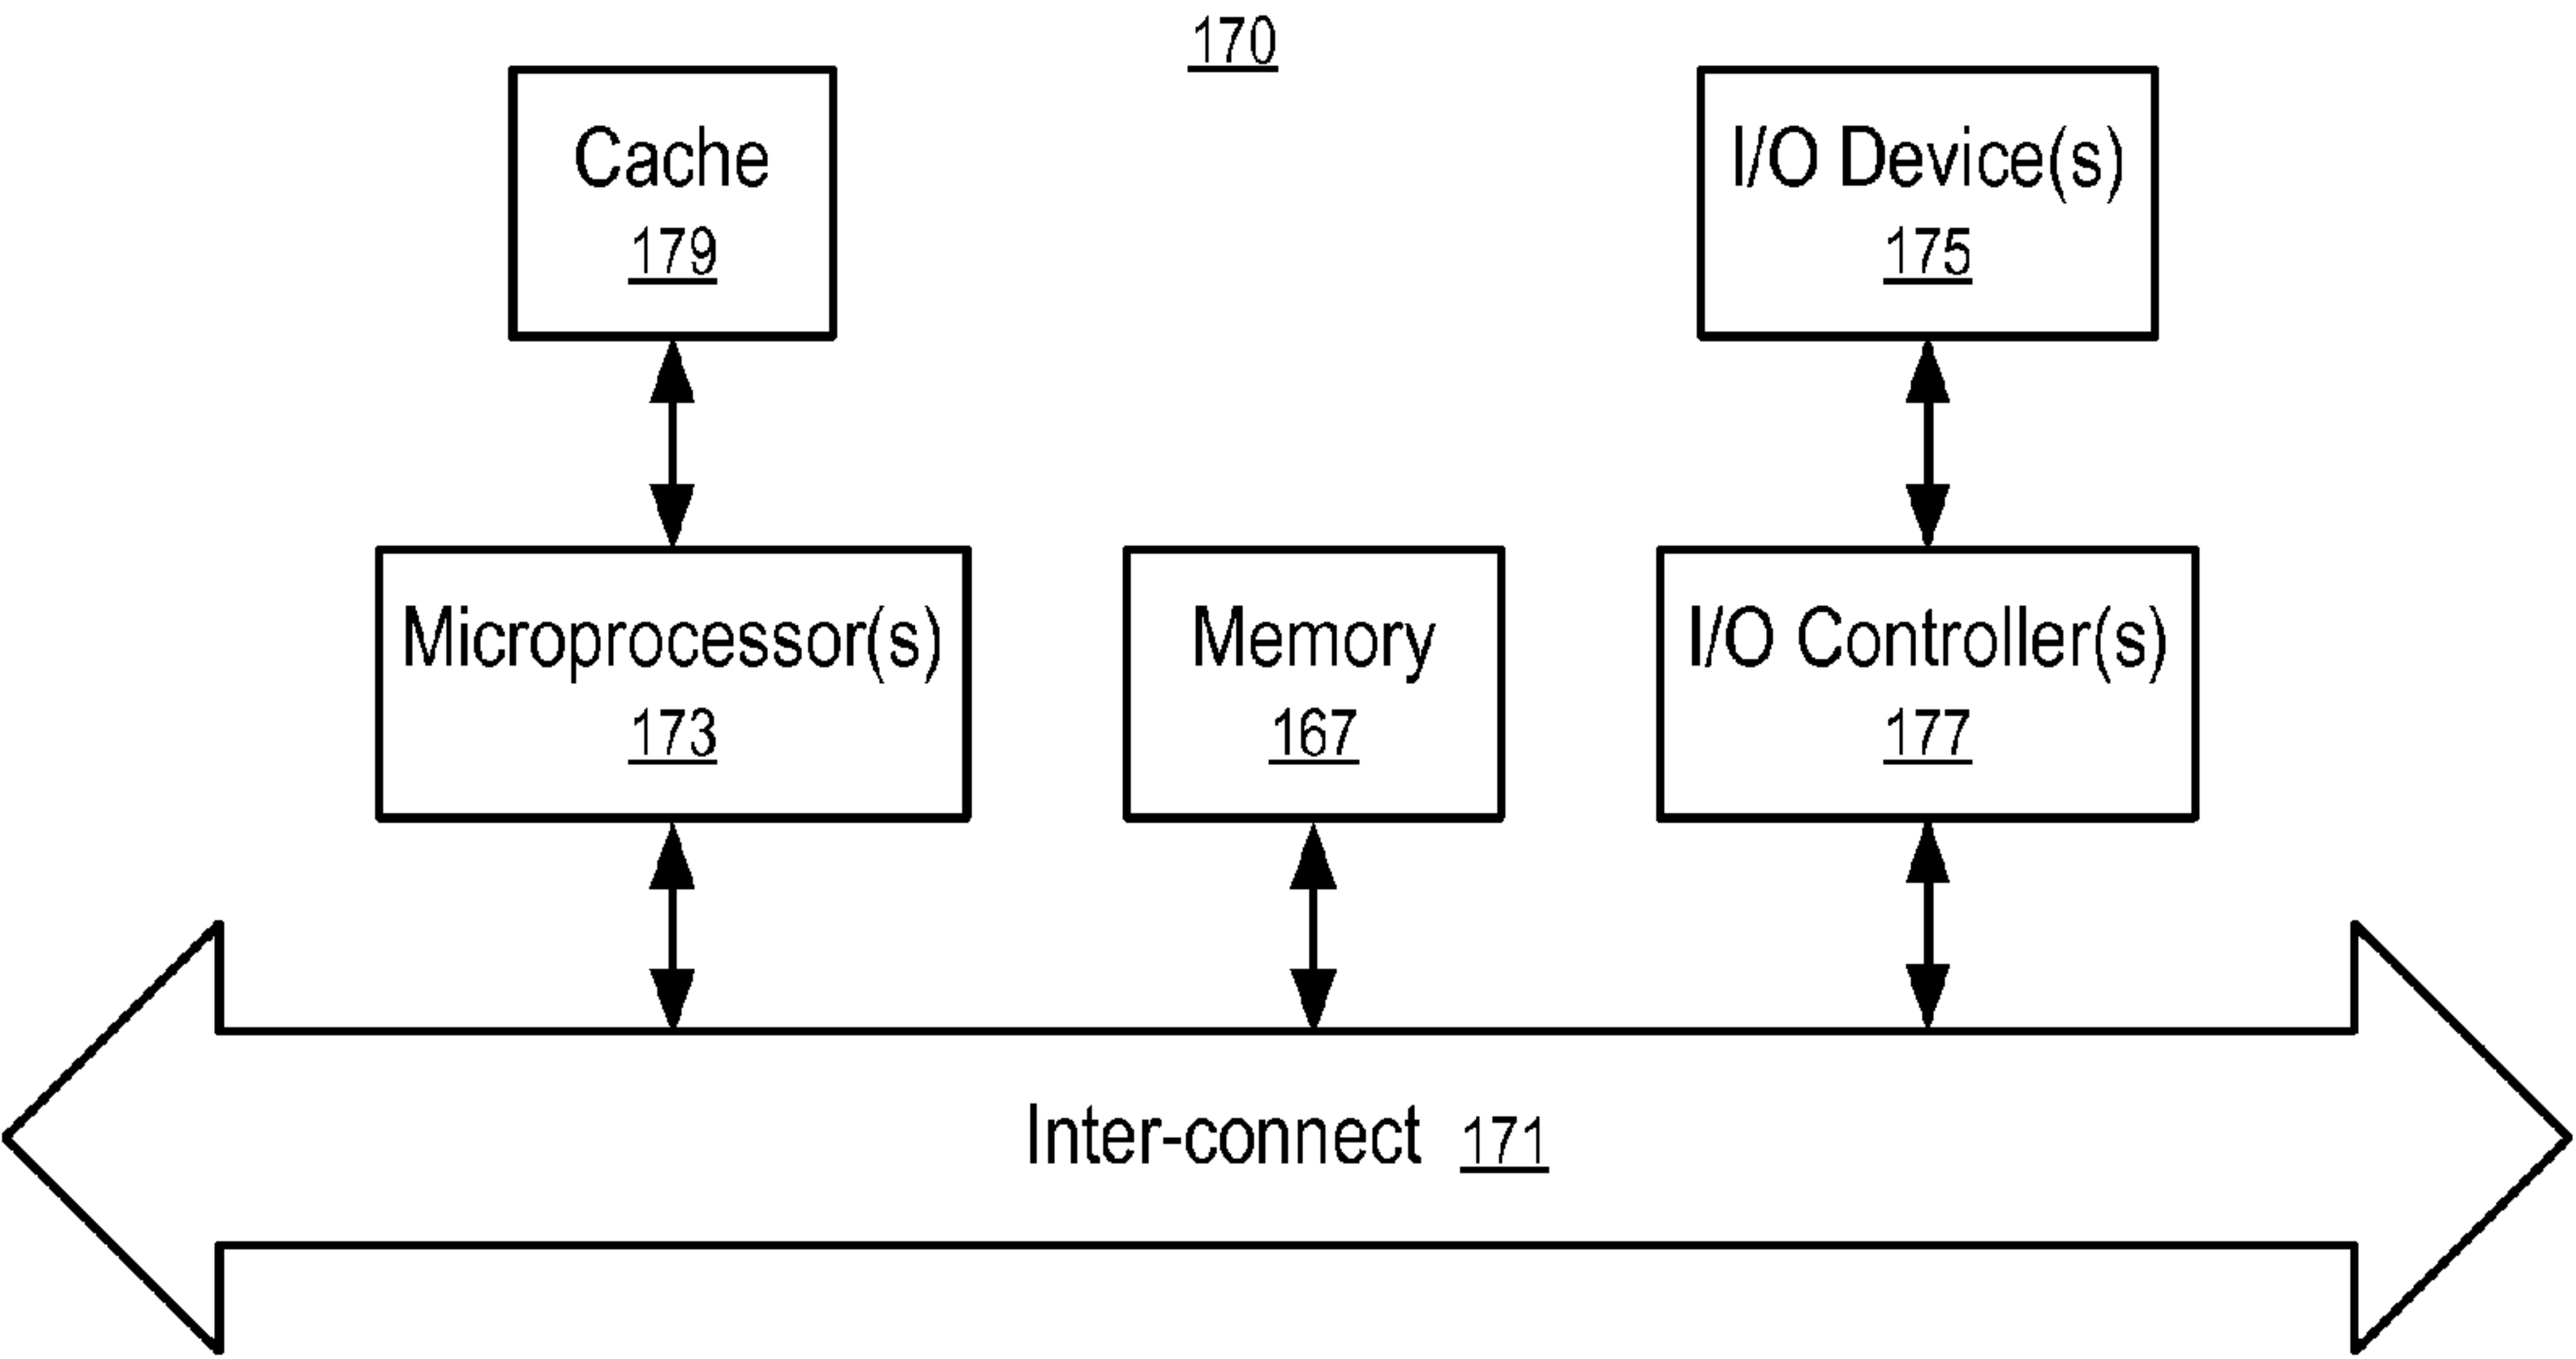 170
Cache
179
I/O Device(s)
175
Microprocessor(s)
173
Memory
167
I/O Controller(s)
177
Inter-connect 171